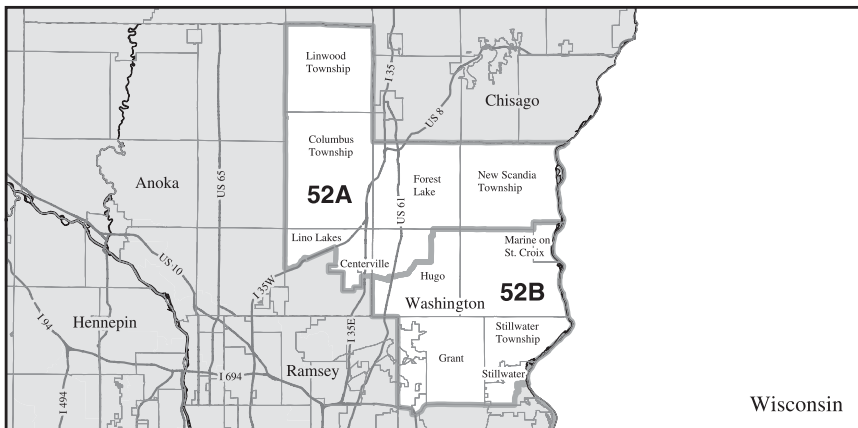 Linwood
Township
I 35
US 8
Chisago
Columbus
Township
Anoka
US 65
52A
Forest
Lake
New Scandia
Township
US 61
Lino Lakes
Marine on
St. Croix
US 10
Centerville
Hugo
I 35W
Washington
52B
I 94
Hennepin
I 35E
Stillwater
Township
Ramsey
Grant
I 694
Stillwater
I 494
Wisconsin